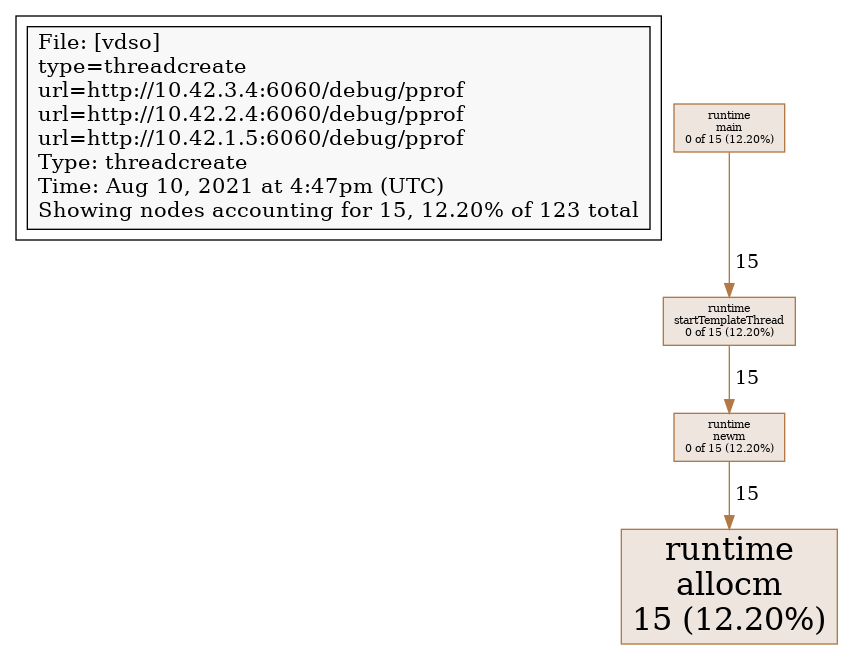 File: [vdso]
type=threadcreate
url=http://10.42.3.4:6060/debug/pprof
url=http://10.42.2.4:6060/debug/pprof
url=http://10.42.1.5:6060/debug/pprof
Type: threadcreate
Time: Aug 10, 2021 at 4:47pm (UTC)
Showing nodes accounting for 15, 12.20% of 123 total
runtime
main
0 of 15 (12.20%)
15
runtime
startTemplateThread
0 of 15 (12.20%)
15
runtime
newm
0 of 15 (12.20%)
15
runtime
allocm
15 (12.20%)